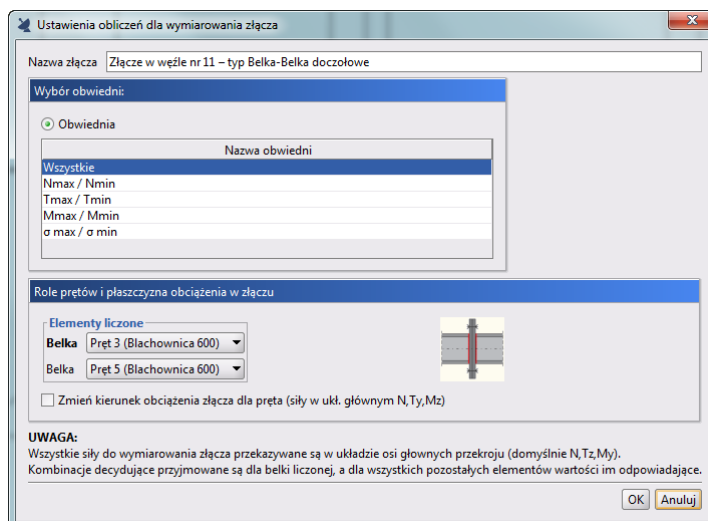 Ustawienia obliczeń dla wymiarowania złącza
Nazwa złącza Złącze w węźle nr 11 – typ Belka-Belka doczołowe
Wybór obwiedni:
Obwiednia
Nazwa obwiedni
Wszystkie
Nmax / Nmin
Tmax / Tmin
Mmax / Mmin
σ max / σ min
Role prętów i płaszczyzna obciążenia w złączu
Elementy liczone
Belka Pręt 3 (Blachownica 600)
Belka Pręt 5 (Blachownica 600)
Zmień kierunek obciążenia złącza dla pręta (siły w ukł. głównym N,Ty,Mz)
UWAGA:
Wszystkie siły do wymiarowania złącza przekazywane są w układzie osi głownych przekroju (domyślnie N,Tz,My).
Kombinacje decydujące przyjmowane są dla belki liczonej, a dla wszystkich pozostałych elementów wartości im odpowiadające.
OK Anuluj